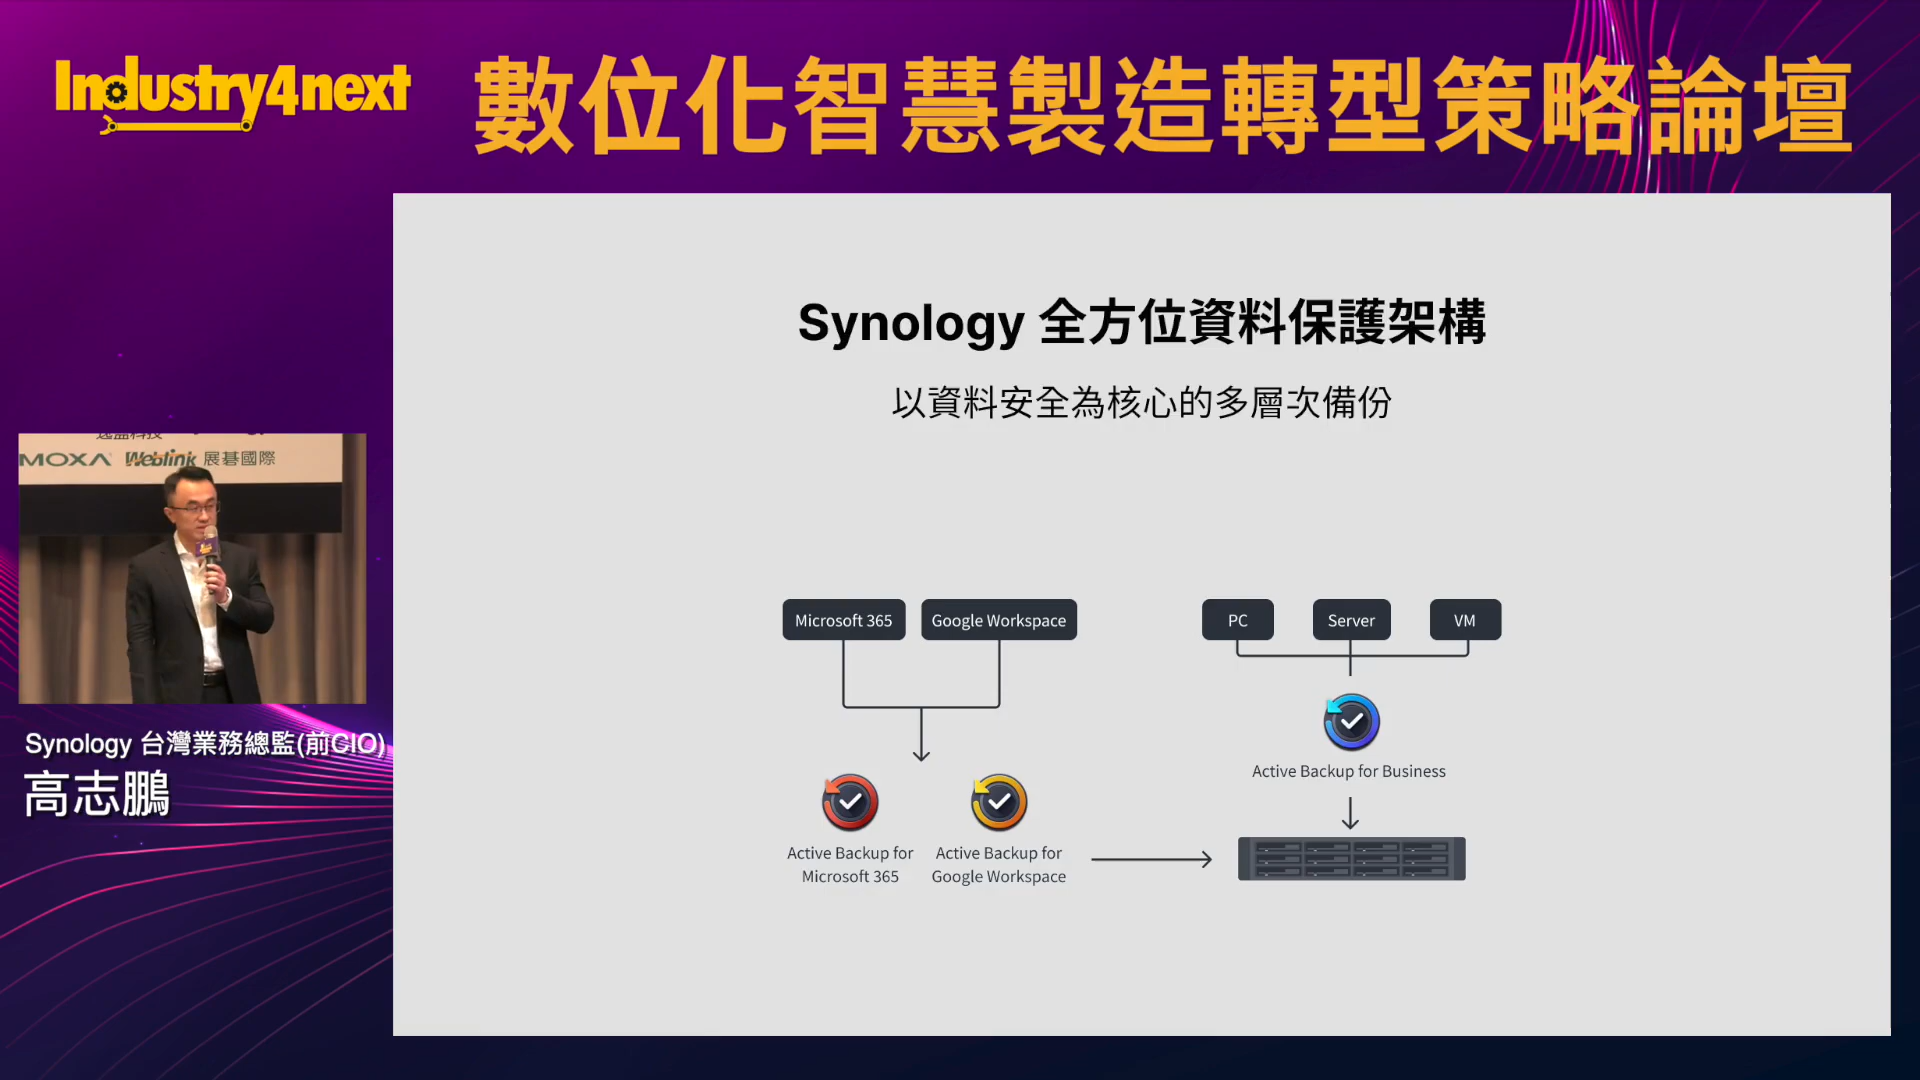 Industry4next
數位化智慧製造轉型策略論壇
Synology 全方位資料保護架構
以資料安全為核心的多層次備份
MOXA Weblink 展碁國際
Synology 台灣業務總監(前CIO)
高志鵬
Microsoft 365
Google Workspace
PC
Server
VM
Active Backup for Business
Active Backup for
Microsoft 365
Active Backup for
Google Workspace